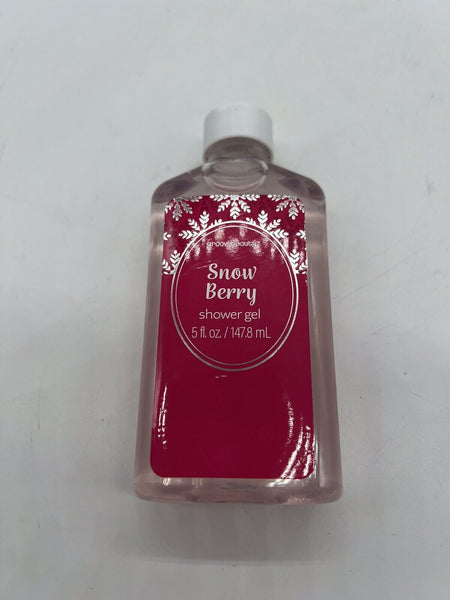 Snow
Berry
shower gel
5 fl. oz. / 147.8 mL